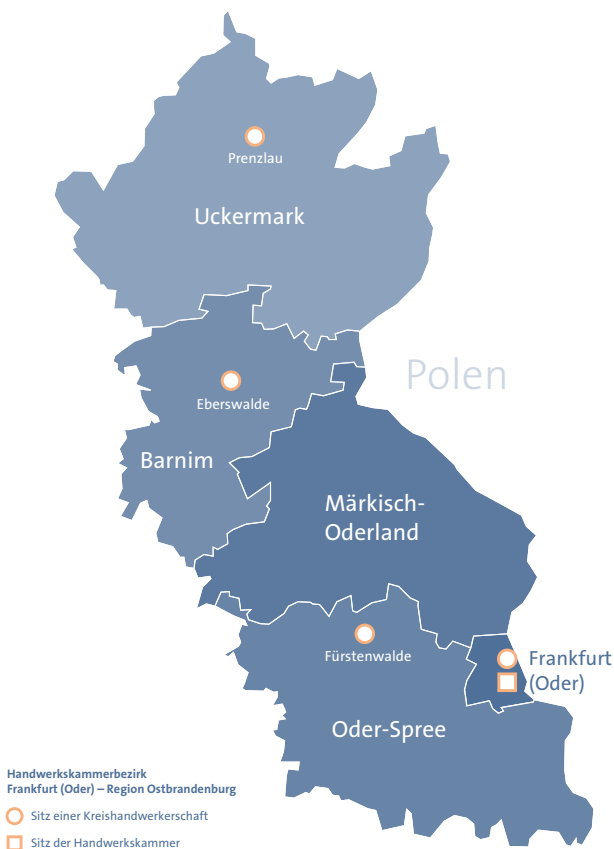 Prenzlau
Uckermark
Polen
Eberswalde
Barnim
Märkisch-
Oderland
Fürstenwalde
Frankfurt
(Oder)
Oder-Spree
Handwerkskammerbezirk
Frankfurt (Oder) – Region Ostbrandenburg
Sitz einer Kreishandwerkerschaft
Sitz der Handwerkskammer